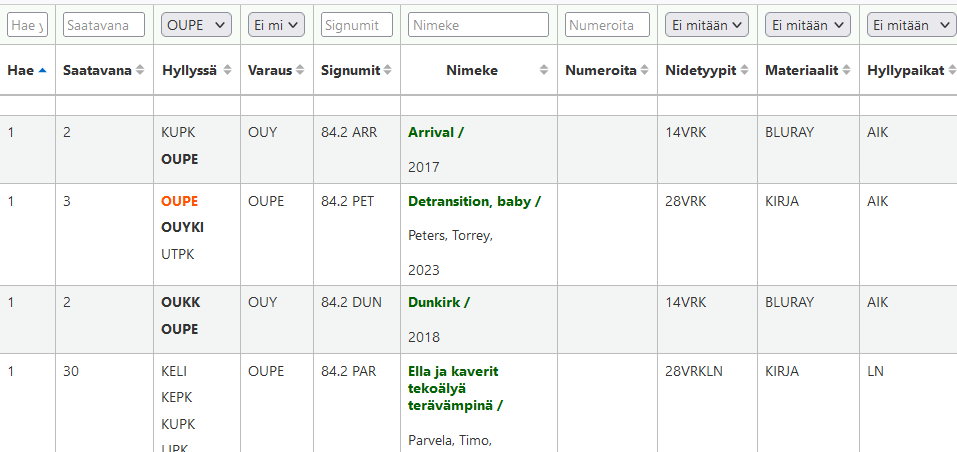 Hae y Saatavana OUPE Ei mi Signumit Nimeke Numeroita Ei mitään Ei mitään Ei mitään
Hae Saatavana Hyllyssä Varaus Signumit Nimeke Numeroita Nidetyypit Materiaalit Hyllypaikat
1 2 KUPK OUY 84.2 ARR Arrival / 14VRK BLURAY AIK
OUPE
2017
1 3 OUPE OUPE 84.2 PET Detransition, baby / 28VRK KIRJA AIK
OUYKI
Peters, Torrey,
UTPK
2023
1 2 OUKK OUY 84.2 DUN Dunkirk / 14VRK BLURAY AIK
OUPE
2018
1 30 KELI OUPE 84.2 PAR Ella ja kaverit 28VRKLN KIRJA LN
tekoälyä
KEPK
terävämpinä /
KUPK
Parvela, Timo,
LIPK